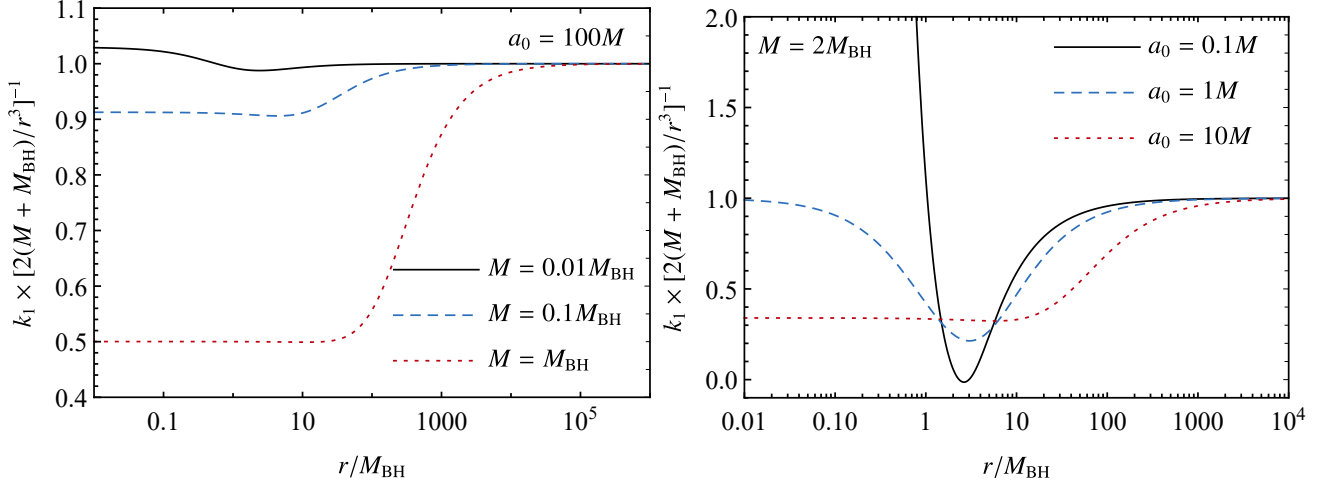 1.1
1.0
0.9
0.8
0.7
0.6
0.5
0.4
k₁ × [2(M + M_BH)/r³]⁻¹
a₀ = 100M
M = 0.01M_BH
M = 0.1M_BH
M = M_BH
0.1 10 1000 10⁵
r/M_BH
2.0
1.5
1.0
0.5
0.0
k₁ × [2(M + M_BH)/r³]⁻¹
M = 2M_BH
a₀ = 0.1M
a₀ = 1M
a₀ = 10M
0.01 0.10 1 10 100 1000 10⁴
r/M_BH